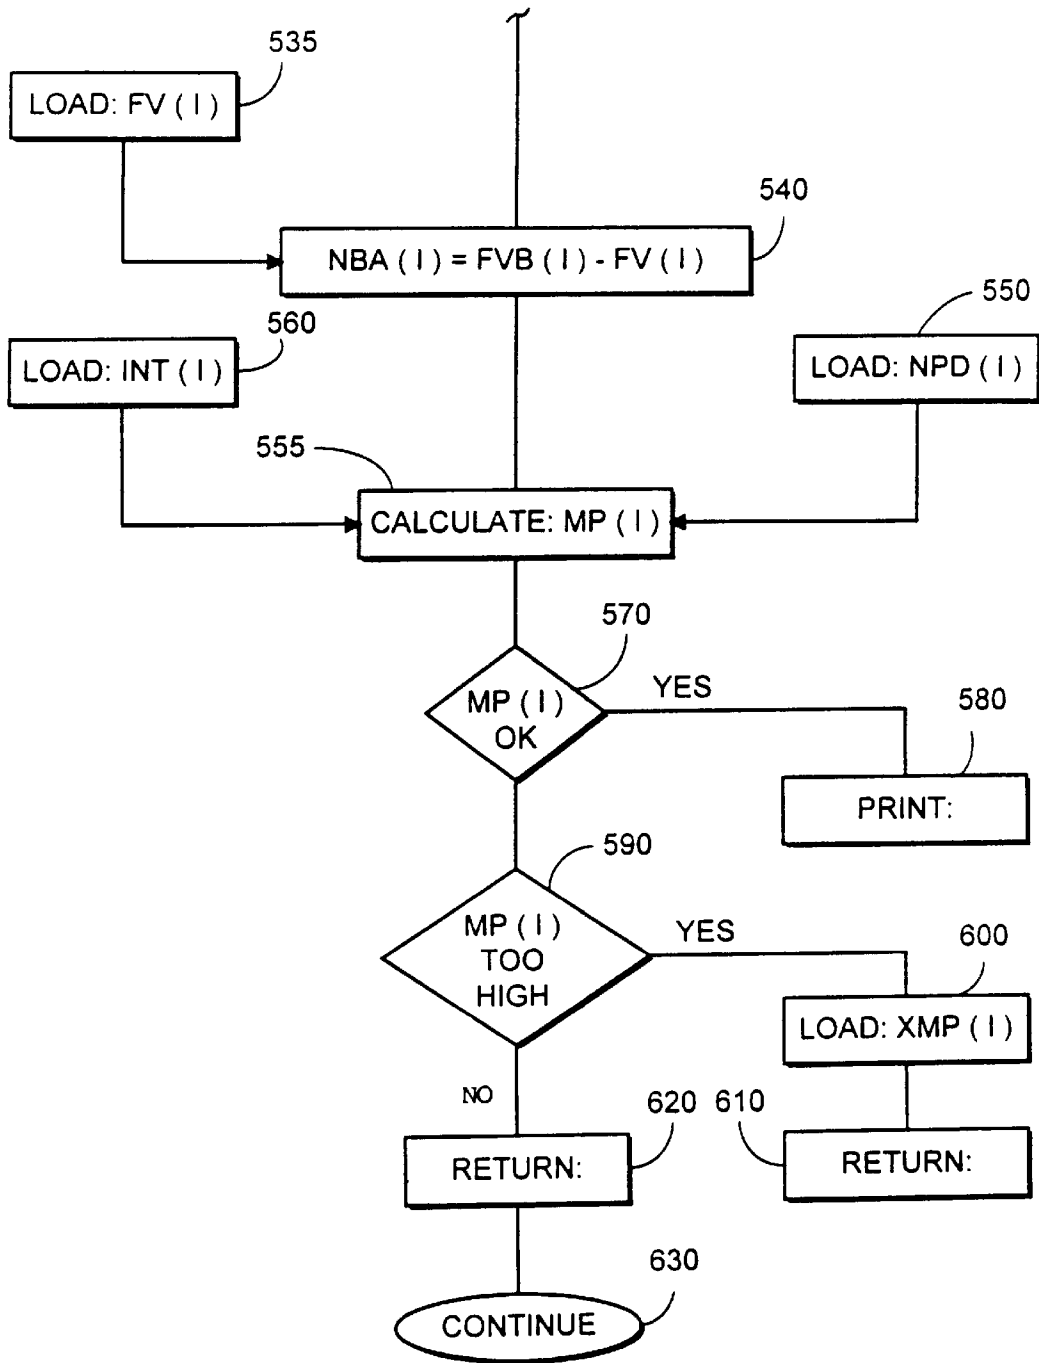 535
LOAD: FV ( I )
540
NBA ( I ) = FVB ( I ) - FV ( I )
550
560
LOAD: INT ( I )
LOAD: NPD ( I )
555
CALCULATE: MP ( I )
570
MP ( I )
OK
YES
580
PRINT:
590
MP ( I )
TOO
HIGH
YES
600
LOAD: XMP ( I )
NO
620
610
RETURN:
RETURN:
630
CONTINUE